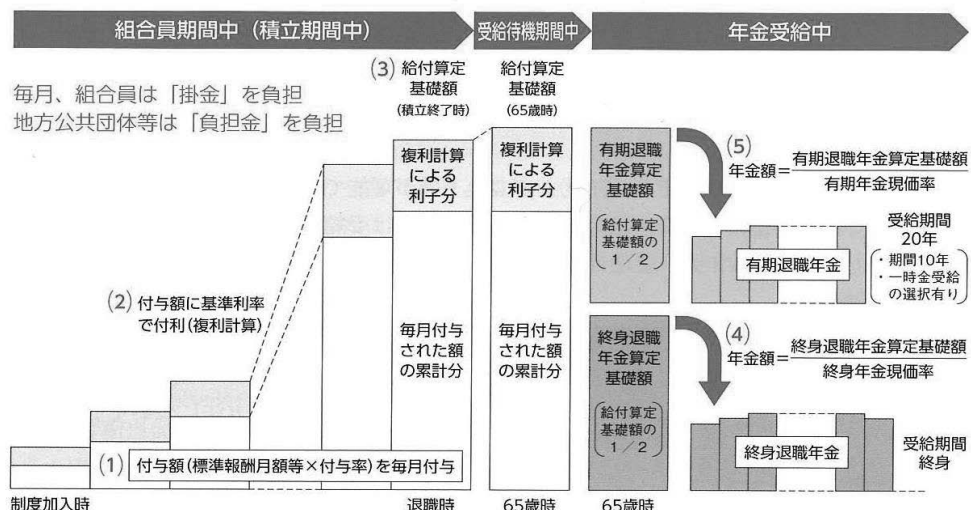 組合員期間中（積立期間中）
受給待機期間中
年金受給中
毎月、組合員は「掛金」を負担
地方公共団体等は「負担金」を負担
(3) 給付算定
基礎額
(積立終了時)
給付算定
基礎額
(65歳時)
複利計算
による
利子分
複利計算
による
利子分
有期退職
年金算定
基礎額
給付算定
基礎額の
1／2
(5)
年金額＝有期退職年金算定基礎額
有期年金現価率
受給期間
20年
・期間10年
・一時金受給
の選択有り
有期退職年金
(2) 付与額に基準利率
で付利(複利計算)
毎月付与
された額
の累計分
毎月付与
された額
の累計分
終身退職
年金算定
基礎額
給付算定
基礎額の
1／2
(4)
年金額＝終身退職年金算定基礎額
終身年金現価率
終身退職年金
受給期間
終身
(1) 付与額(標準報酬月額等×付与率)を毎月付与
制度加入時
退職時
65歳時
65歳時